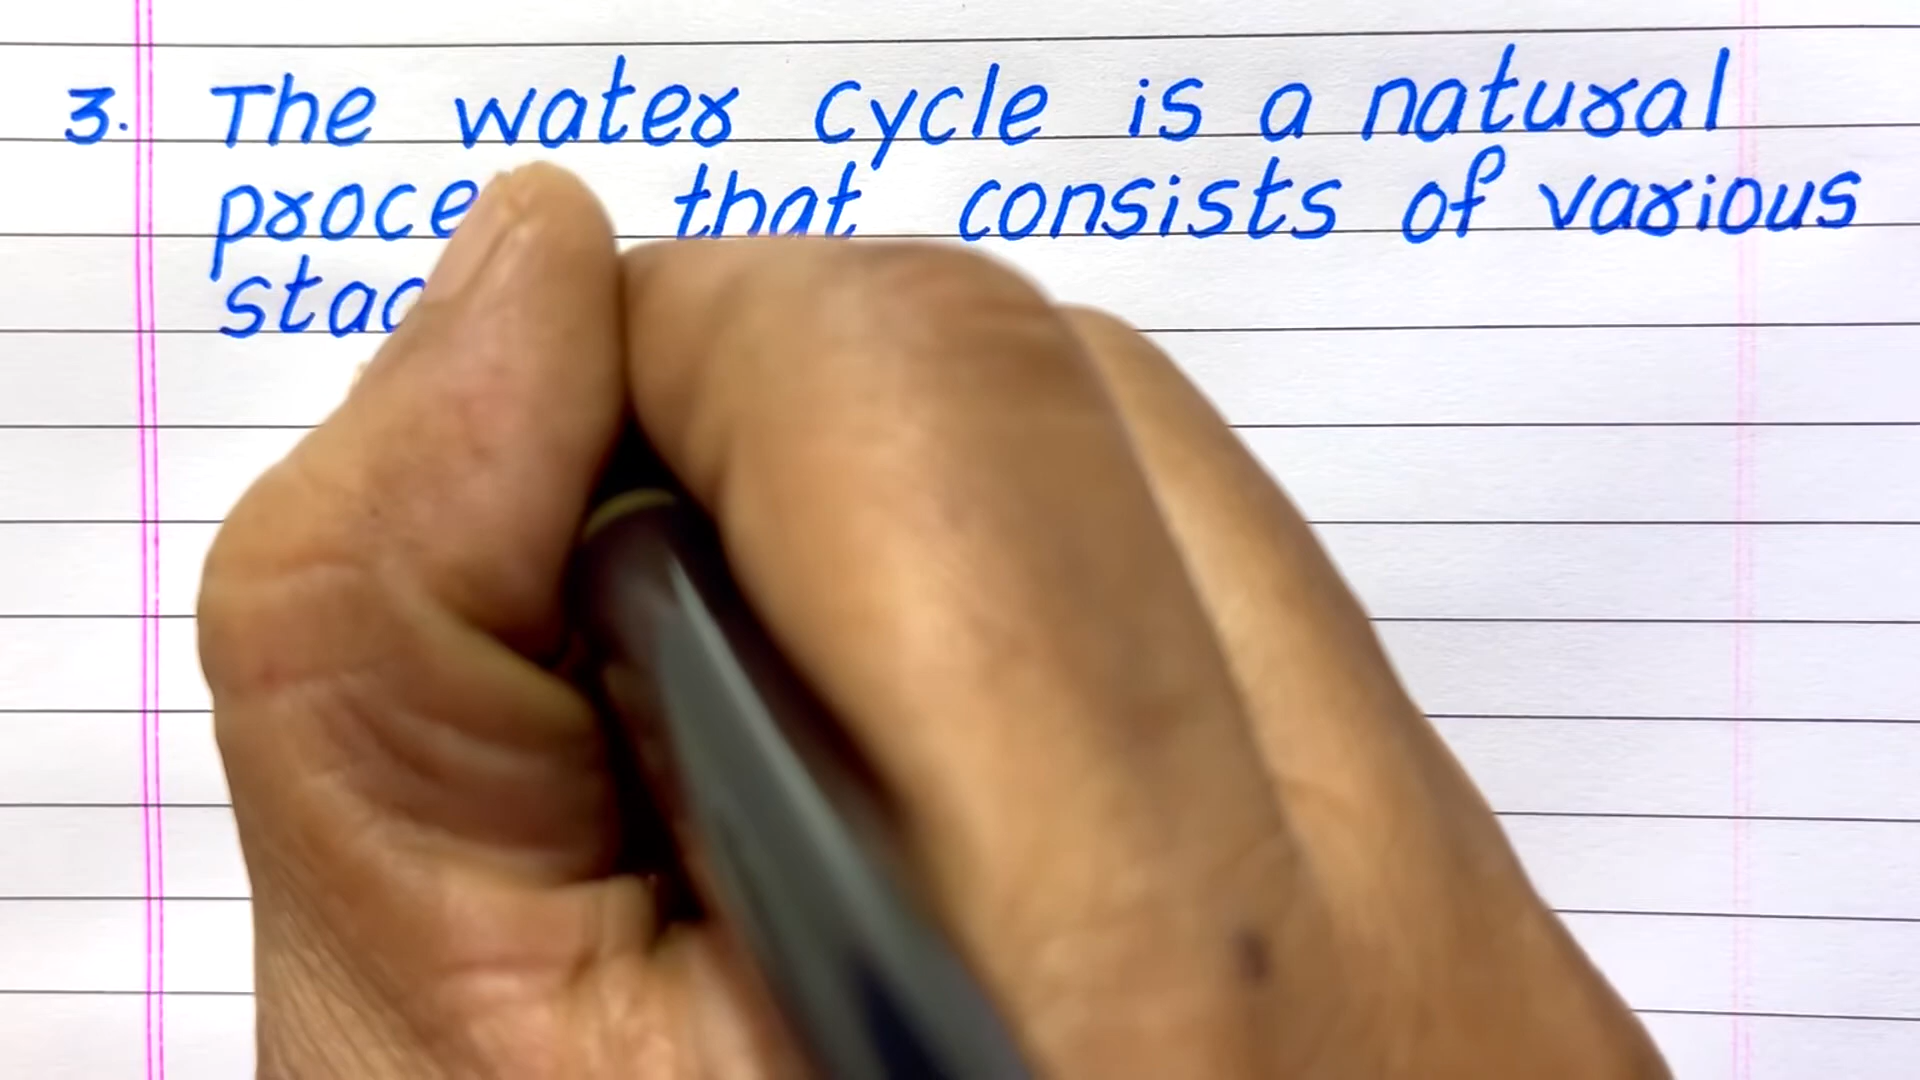 3. The water cycle is a natural
that consists of various